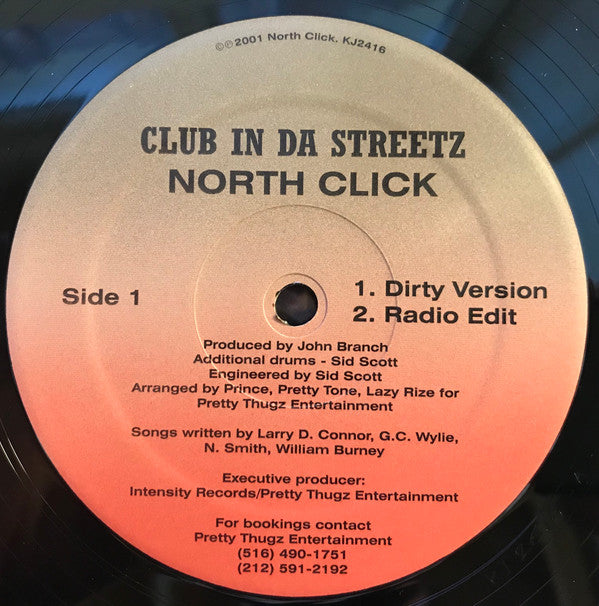 ℗©2001 North Click. KJ2416
CLUB IN DA STREETZ
NORTH CLICK
Side 1
1. Dirty Version
2. Radio Edit
Produced by John Branch
Additional drums - Sid Scott
Engineered by Sid Scott
Arranged by Prince, Pretty Tone, Lazy Rize for
Pretty Thugz Entertainment
Songs written by Larry D. Connor, G.C. Wylie,
N. Smith, William Burney
Executive producer:
Intensity Records/Pretty Thugz Entertainment
For bookings contact
Pretty Thugz Entertainment
(516) 490-1751
(212) 591-2192